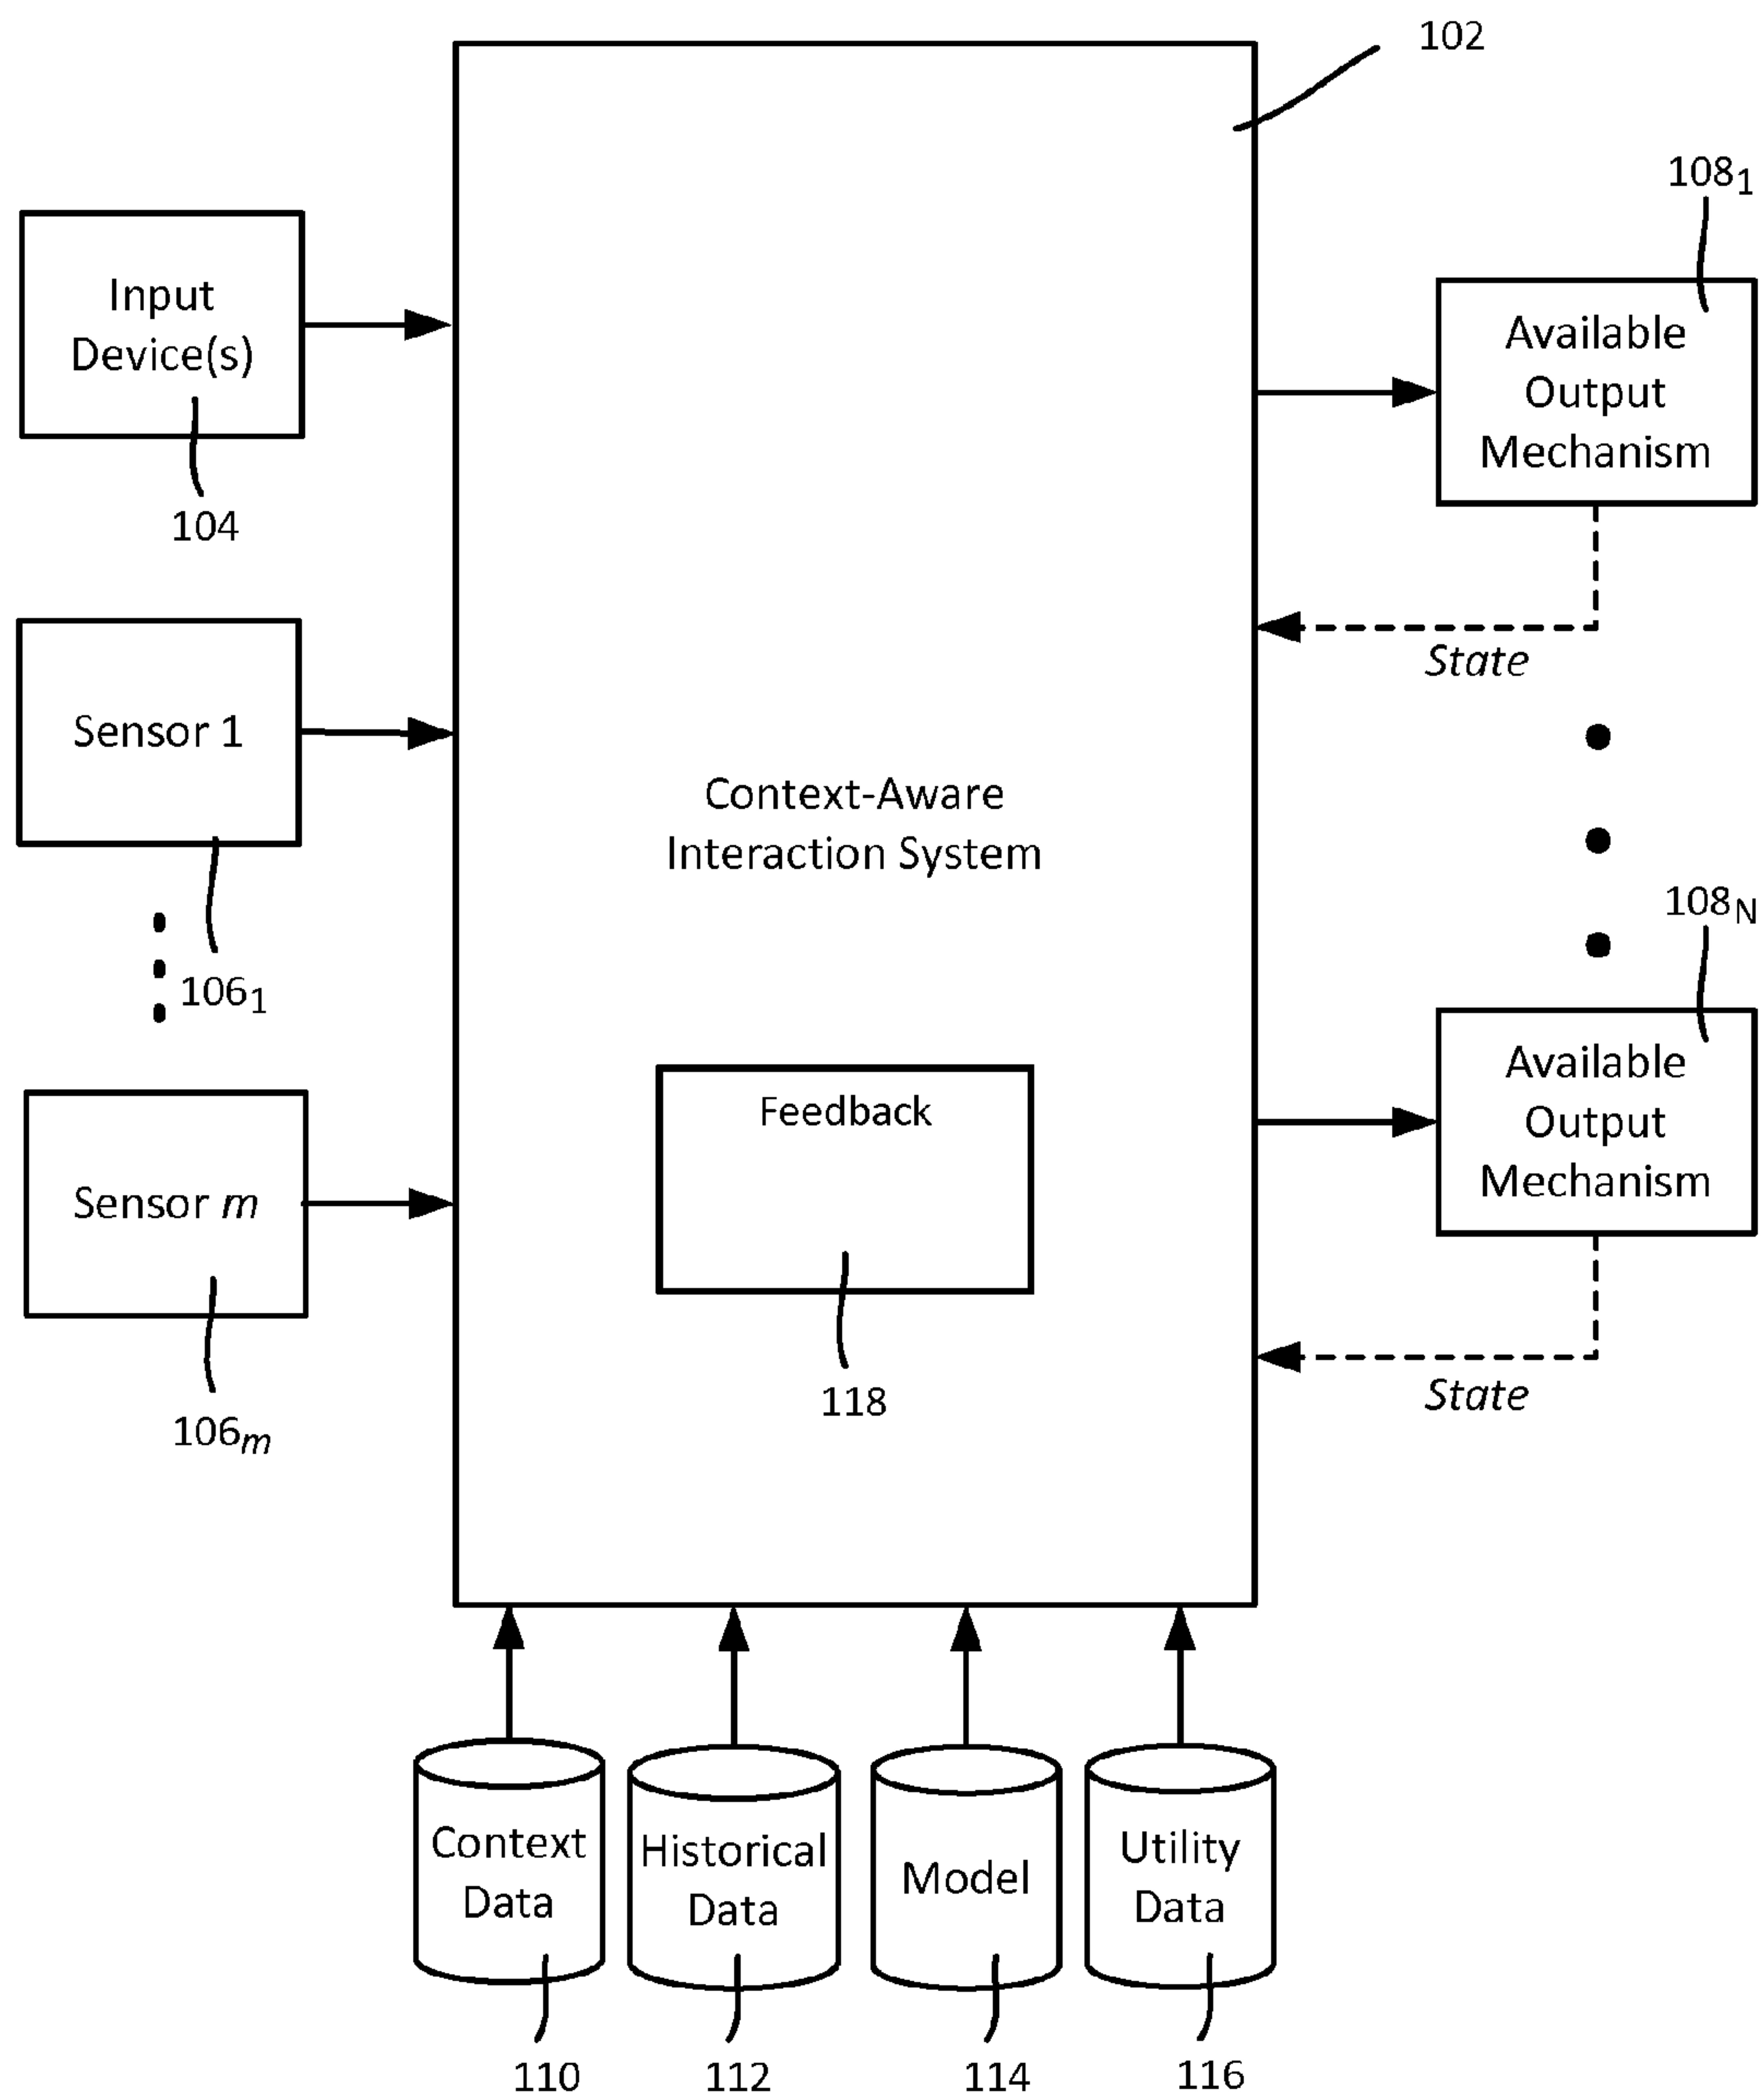 102
108₁
Input
Device(s)
104
Available
Output
Mechanism
State
Sensor 1
106₁
Context-Aware
Interaction System
108N
Available
Output
Mechanism
State
Feedback
118
Sensor m
106m
Context
Data
Historical
Data
Model
Utility
Data
110
112
114
116